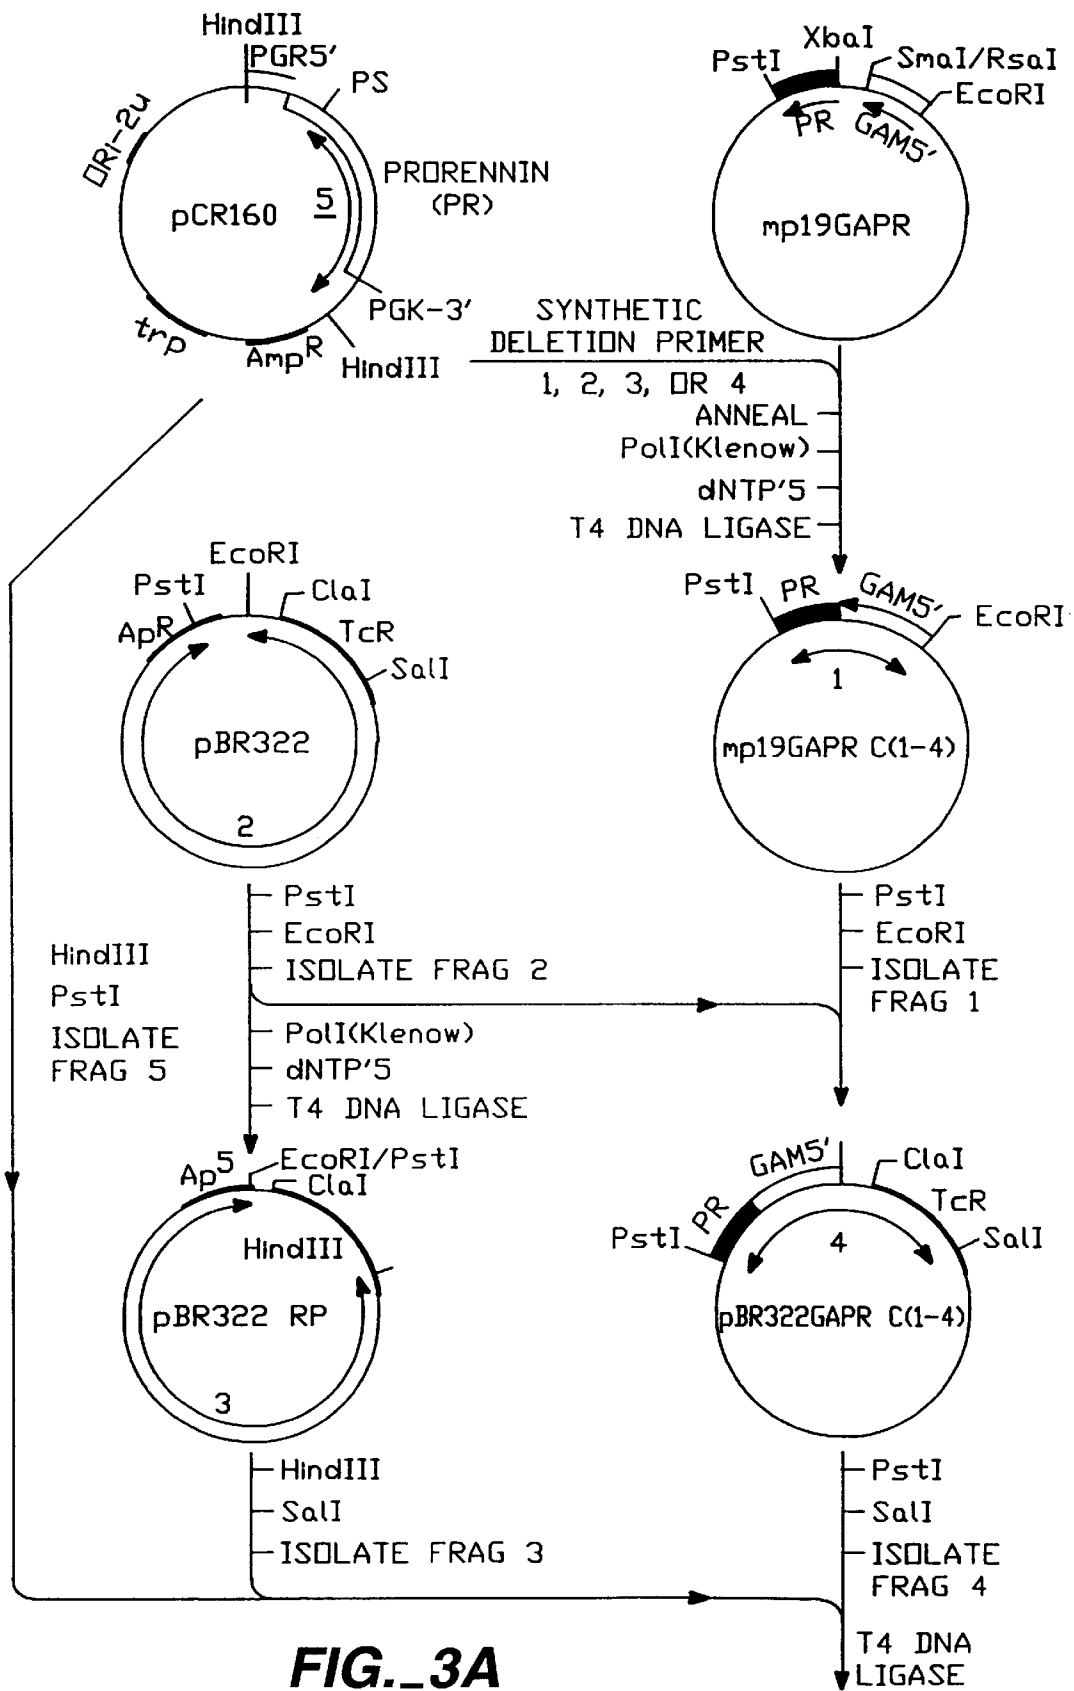 HindIII
PGR5'
PS
ORi-2u
PRORENNIN
(PR)
5
pCR160
PGK-3'
trp
AmpR
HindIII
XbaI
PstI
SmaI/RsaI
EcoRI
PR
GAM5'
mp19GAPR
SYNTHETIC
DELETION PRIMER
1, 2, 3, OR 4
ANNEAL
PolI(Klenow)
dNTP'5
T4 DNA LIGASE
EcoRI
PstI
ClaI
ApR
TcR
SalI
pBR322
2
PstI
PR
GAM5'
EcoRI
1
mp19GAPR C(1-4)
PstI
EcoRI
ISOLATE FRAG 2
PstI
EcoRI
ISOLATE
FRAG 1
HindIII
PstI
ISOLATE
FRAG 5
PolI(Klenow)
dNTP'5
T4 DNA LIGASE
Ap5
EcoRI/PstI
ClaI
HindIII
pBR322 RP
3
GAM5'
ClaI
PR
TcR
PstI
SalI
4
pBR322GAPR C(1-4)
HindIII
SalI
ISOLATE FRAG 3
PstI
SalI
ISOLATE
FRAG 4
T4 DNA
LIGASE
FIG._3A